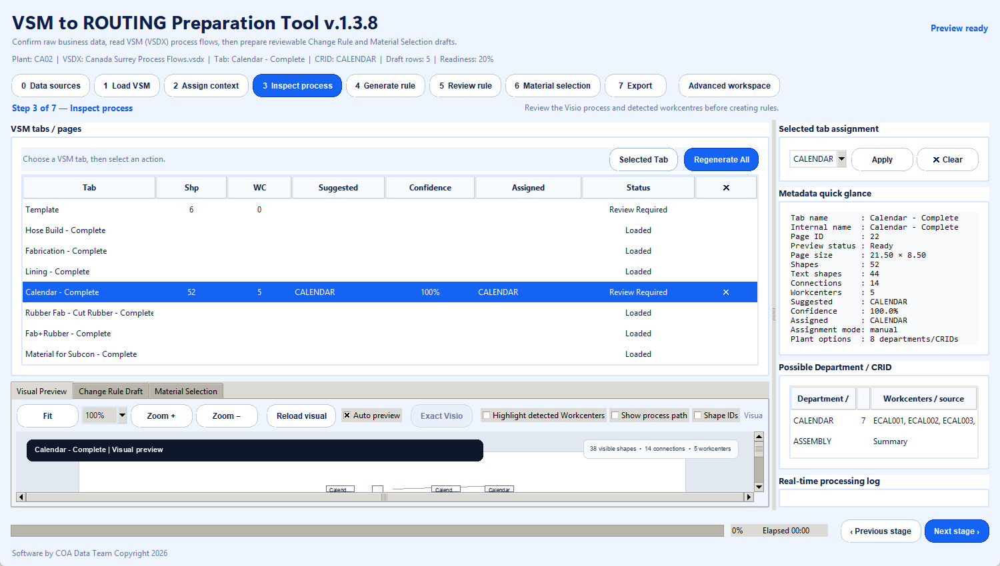 VSM to ROUTING Preparation Tool v.1.3.8
Preview ready
Confirm raw business data, read VSM (VSDX) process flows, then prepare reviewable Change Rule and Material Selection drafts.
Plant: CA02 | VSDX: Canada Surrey Process Flows.vsdx | Tab: Calendar - Complete | CRID: CALENDAR | Draft rows: 5 | Readiness: 20%
0 Data sources 1 Load VSM 2 Assign context 3 Inspect process 4 Generate rule 5 Review rule 6 Material selection 7 Export Advanced workspace
Step 3 of 7 — Inspect process
Review the Visio process and detected workcentres before creating rules.
VSM tabs / pages
Choose a VSM tab, then select an action.
Selected Tab Regenerate All
Tab Shp WC Suggested Confidence Assigned Status ✕
Template 6 0 Review Required
Hose Build - Complete Loaded
Fabrication - Complete Loaded
Lining - Complete Loaded
Calendar - Complete 52 5 CALENDAR 100% CALENDAR Review Required ✕
Rubber Fab - Cut Rubber - Complete Loaded
Fab+Rubber - Complete Loaded
Material for Subcon - Complete Loaded
Visual Preview Change Rule Draft Material Selection
Fit 100% Zoom + Zoom – Reload visual Auto preview Exact Visio Highlight detected Workcenters Show process path Shape IDs Visua
Calendar - Complete | Visual preview
38 visible shapes • 14 connections • 5 workcenters
Calend... Calend... Calendar
Selected tab assignment
CALENDAR Apply ✕ Clear
Metadata quick glance
Tab name : Calendar - Complete
Internal name : Calendar - Complete
Page ID : 22
Preview status : Ready
Page size : 21.50 × 8.50
Shapes : 52
Text shapes : 44
Connections : 14
Workcenters : 5
Suggested : CALENDAR
Confidence : 100.0%
Assigned : CALENDAR
Assignment mode: manual
Plant options : 8 departments/CRIDs
Possible Department / CRID
Department / Workcenters / source
CALENDAR 7 ECAL001, ECAL002, ECAL003,
ASSEMBLY Summary
Real-time processing log
0% Elapsed 00:00
‹ Previous stage Next stage ›
Software by COA Data Team Copyright 2026